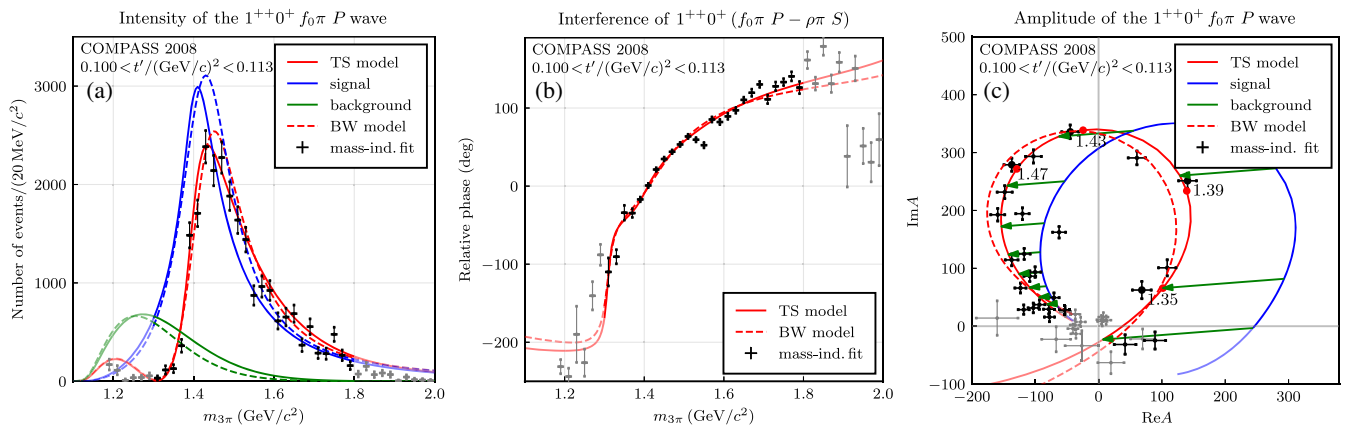 Intensity of the 1⁺⁺0⁺ f₀π P wave
COMPASS 2008
0.100 < t′/(GeV/c)² < 0.113
(a)
TS model
signal
background
BW model
mass-ind. fit
Number of events/(20 MeV/c²)
3000
2000
1000
0
1.2
1.4
1.6
1.8
2.0
m₃π (GeV/c²)
Interference of 1⁺⁺0⁺ (f₀π P − ρπ S)
COMPASS 2008
0.100 < t′/(GeV/c)² < 0.113
(b)
Relative phase (deg)
100
0
−100
−200
TS model
BW model
mass-ind. fit
1.2
1.4
1.6
1.8
2.0
m₃π (GeV/c²)
Amplitude of the 1⁺⁺0⁺ f₀π P wave
COMPASS 2008
0.100 < t′/(GeV/c)² < 0.113
(c)
TS model
signal
background
BW model
mass-ind. fit
ImA
500
400
300
200
100
0
−100
1.43
1.47
1.39
1.35
−200
−100
0
100
200
300
ReA